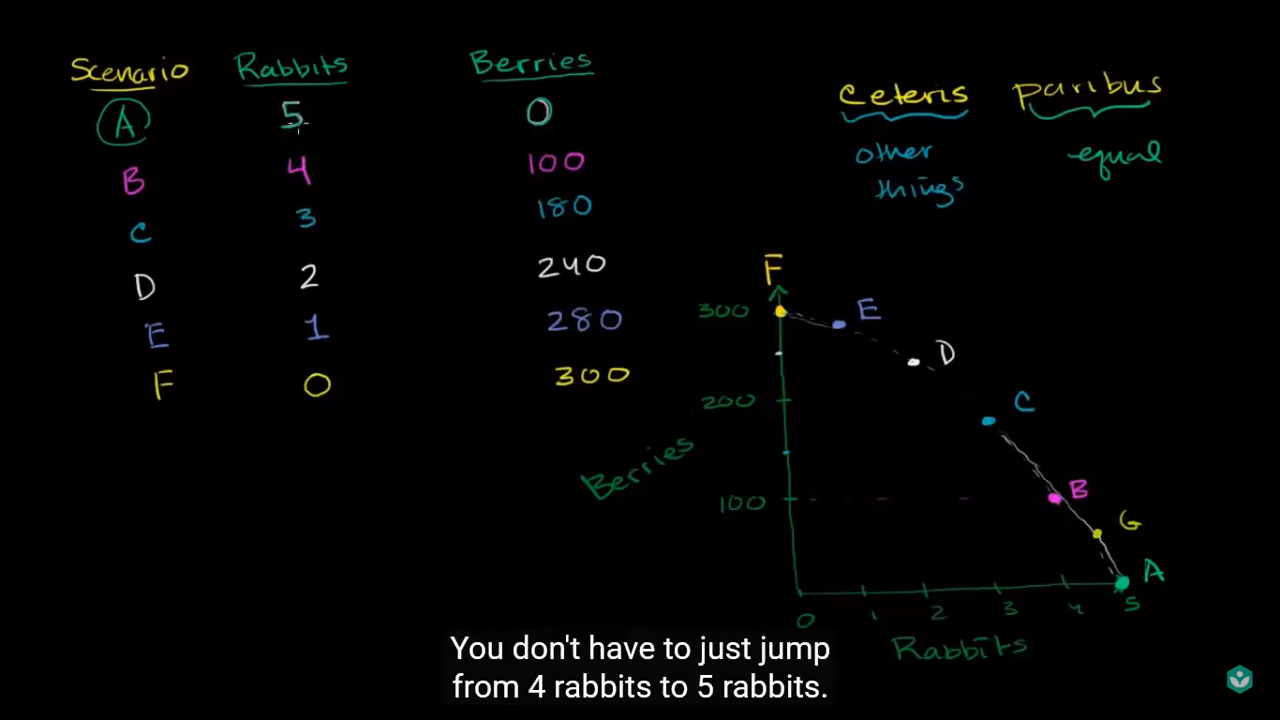 Scenario Rabbits Berries
A 5 0
B 4 100
C 3 180
D 2 240
E 1 280
F 0 300
Ceteris paribus
other equal
things
F
300
E
D
200
C
Berries
100
B
G
A
0 1 2 3 4 5
Rabbits
You don't have to just jump
from 4 rabbits to 5 rabbits.